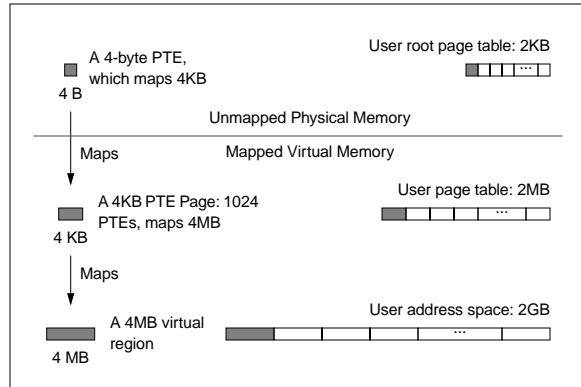 A 4-byte PTE,
which maps 4KB
User root page table: 2KB
...
4 B
Unmapped Physical Memory
Mapped Virtual Memory
Maps
A 4KB PTE Page: 1024
PTEs, maps 4MB
User page table: 2MB
...
4 KB
Maps
A 4MB virtual
region
User address space: 2GB
...
4 MB